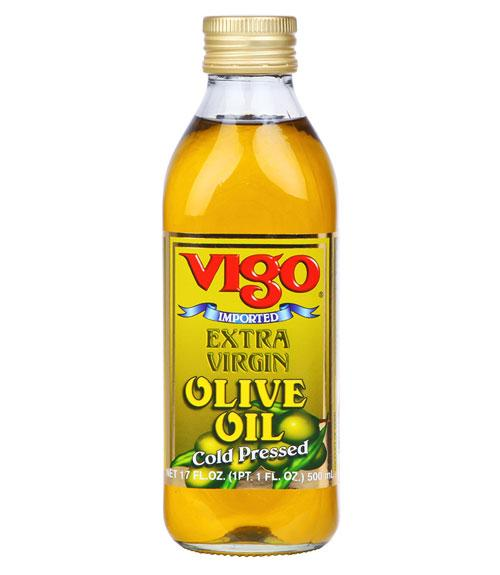 VIGO®
IMPORTED
EXTRA
VIRGIN
OLIVE
OIL
Cold Pressed
NET 17 FL.OZ. (1PT. 1 FL. OZ.) 500 mL